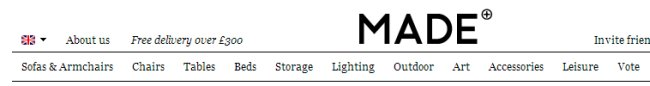 MADE
About us Free delivery over £300 Invite frien
Sofas & Armchairs Chairs Tables Beds Storage Lighting Outdoor Art Accessories Leisure Vote